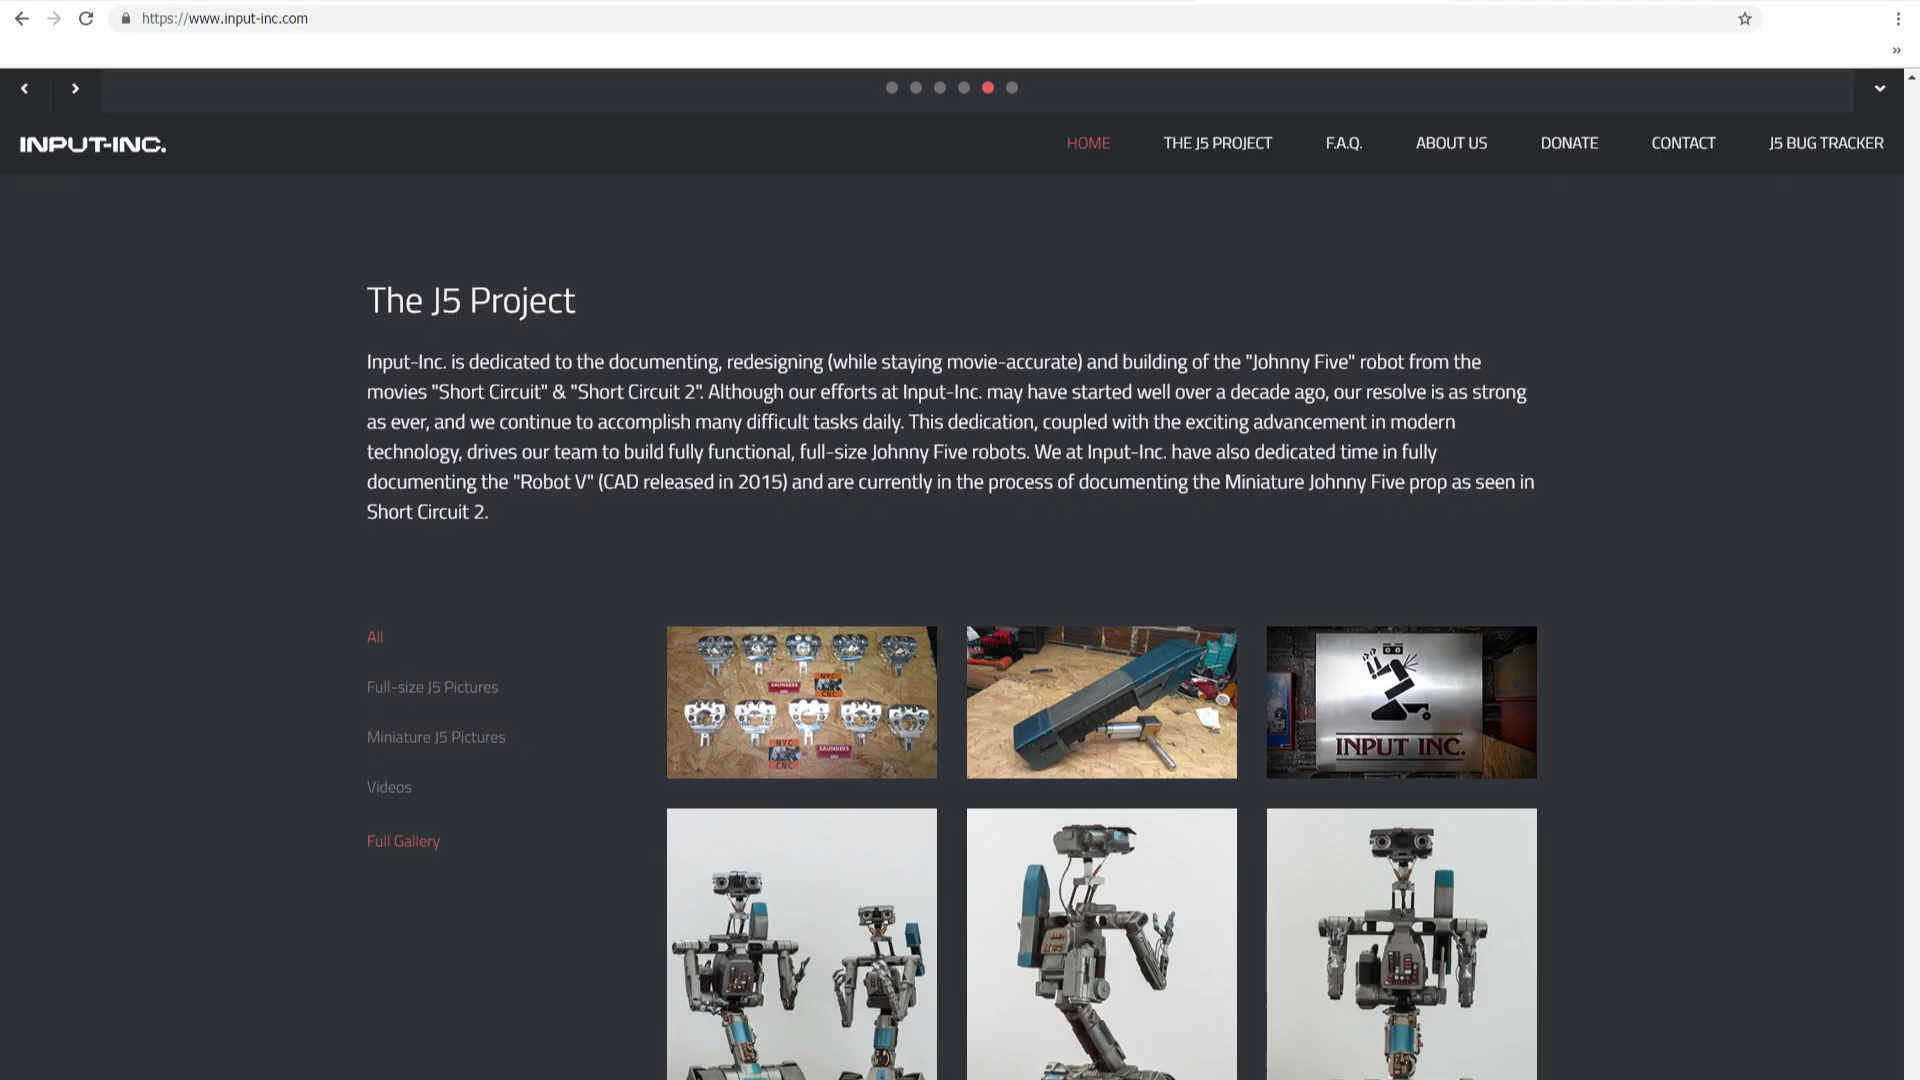 https://www.input-inc.com
INPUT-INC.
HOME
THE J5 PROJECT
F.A.Q.
ABOUT US
DONATE
CONTACT
J5 BUG TRACKER
The J5 Project
Input-Inc. is dedicated to the documenting, redesigning (while staying movie-accurate) and building of the "Johnny Five" robot from the
movies "Short Circuit" & "Short Circuit 2". Although our efforts at Input-Inc. may have started well over a decade ago, our resolve is as strong
as ever, and we continue to accomplish many difficult tasks daily. This dedication, coupled with the exciting advancement in modern
technology, drives our team to build fully functional, full-size Johnny Five robots. We at Input-Inc. have also dedicated time in fully
documenting the "Robot V" (CAD released in 2015) and are currently in the process of documenting the Miniature Johnny Five prop as seen in
Short Circuit 2.
All
Full-size J5 Pictures
Miniature J5 Pictures
Videos
Full Gallery
SAUNDERS
NYC
CNC
NYC
CNC
SAUNDERS
INPUT INC.